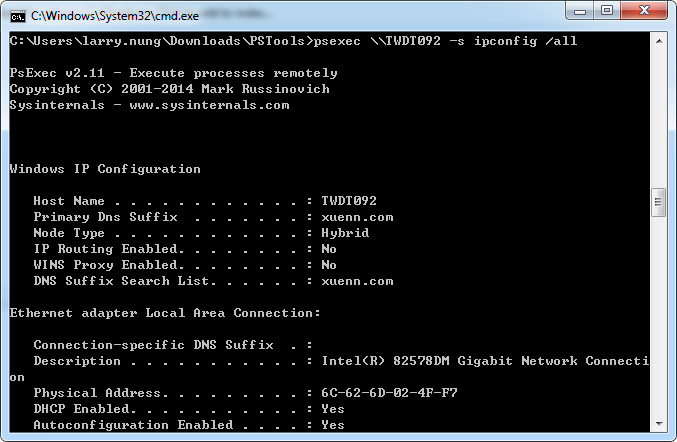 C:\Windows\System32\cmd.exe
C:\Users\larry.nung\Downloads\PSTools>psexec \\TWDT092 -s ipconfig /all
PsExec v2.11 - Execute processes remotely
Copyright (C) 2001-2014 Mark Russinovich
Sysinternals - www.sysinternals.com
Windows IP Configuration
Host Name . . . . . . . . . . . . : TWDT092
Primary Dns Suffix  . . . . . . . : xuenn.com
Node Type . . . . . . . . . . . . : Hybrid
IP Routing Enabled. . . . . . . . : No
WINS Proxy Enabled. . . . . . . . : No
DNS Suffix Search List. . . . . . : xuenn.com
Ethernet adapter Local Area Connection:
Connection-specific DNS Suffix  . :
Description . . . . . . . . . . . : Intel(R) 82578DM Gigabit Network Connecti
on
Physical Address. . . . . . . . . : 6C-62-6D-02-4F-F7
DHCP Enabled. . . . . . . . . . . : Yes
Autoconfiguration Enabled . . . . : Yes